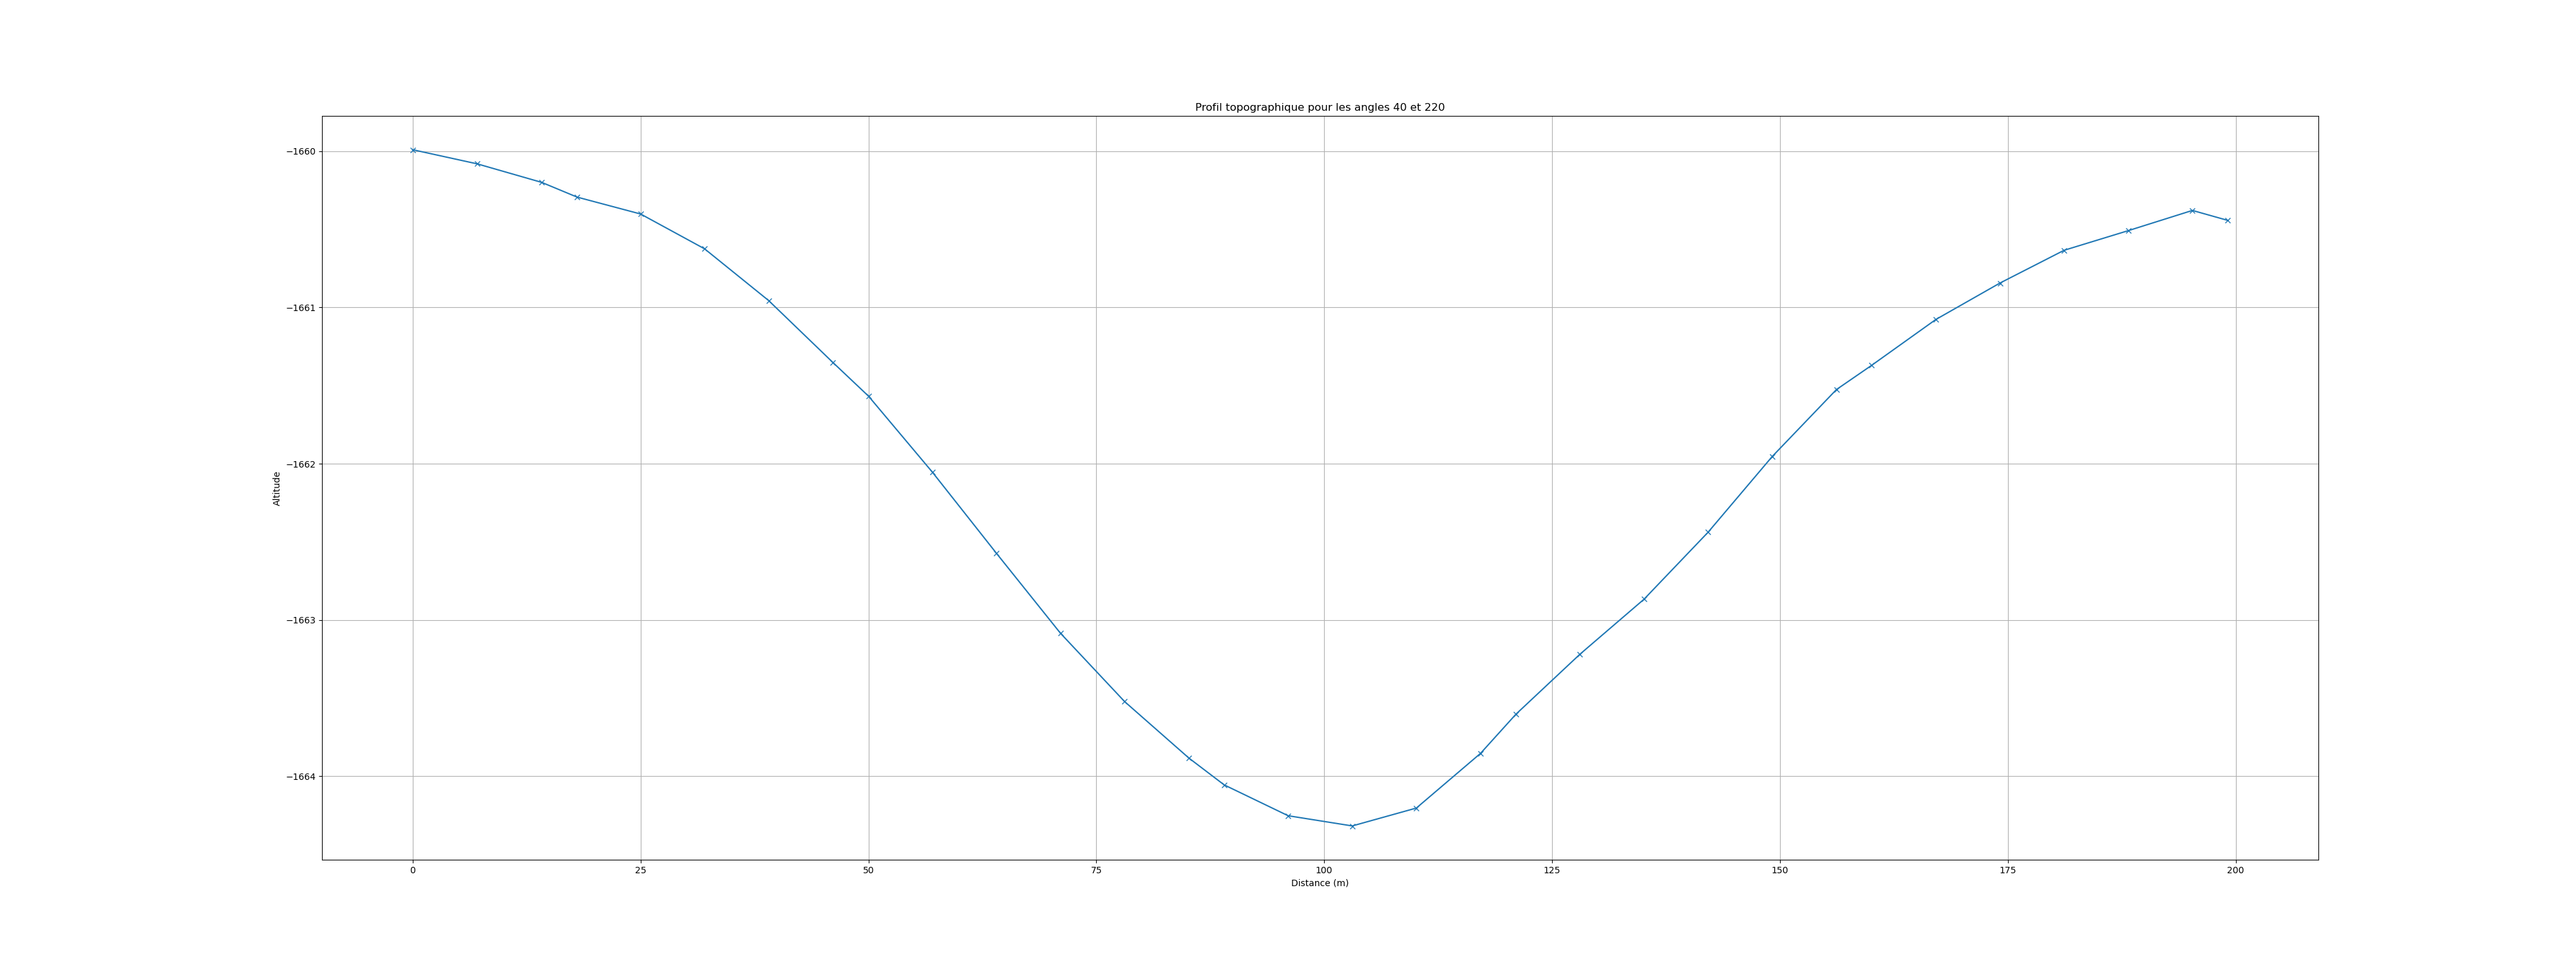 Profil topographique pour les angles 40 et 220
Altitude
−1660
−1661
−1662
−1663
−1664
0 25 50 75 100 125 150 175 200
Distance (m)